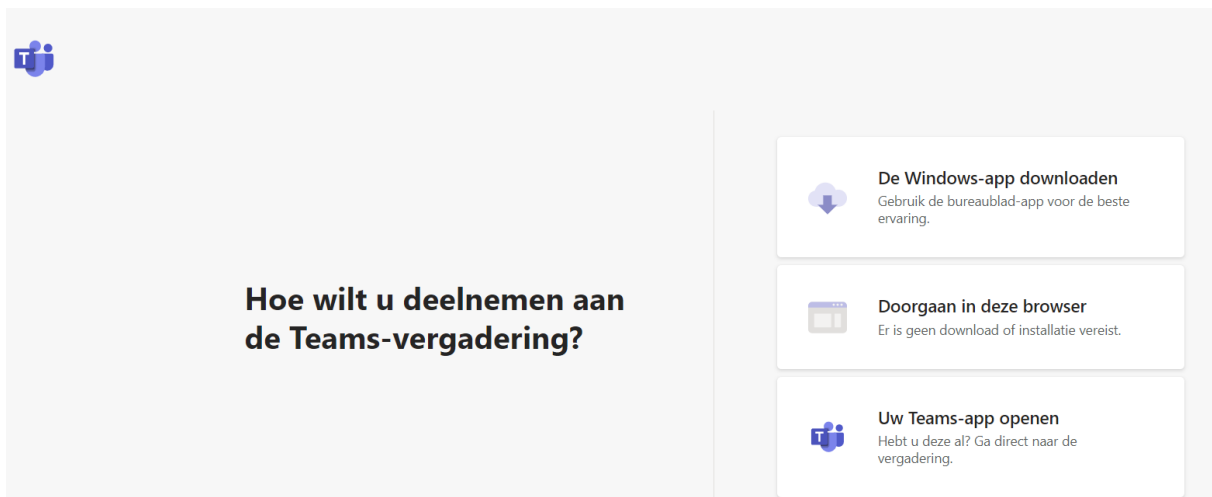 Hoe wilt u deelnemen aan
de Teams-vergadering?
De Windows-app downloaden
Gebruik de bureaublad-app voor de beste
ervaring.
Doorgaan in deze browser
Er is geen download of installatie vereist.
Uw Teams-app openen
Hebt u deze al? Ga direct naar de
vergadering.